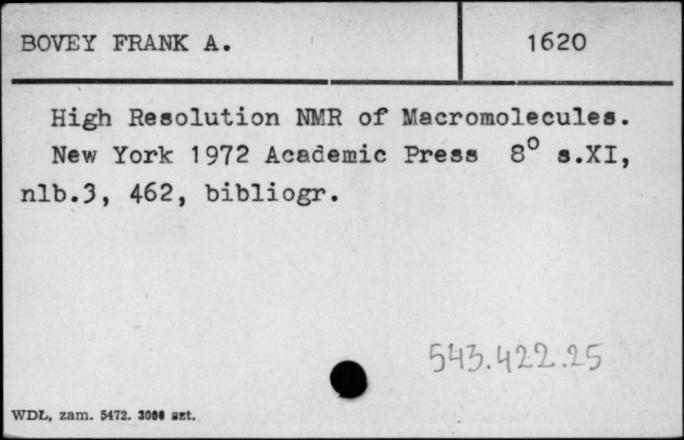 BOVEY FRANK A. 1620
High Resolution NMR of Macromolecules.
New York 1972 Academic Press 8° s.XI,
nlb.3, 462, bibliogr.
543.422.25
WDL, zam. 5472. 3000 szt.